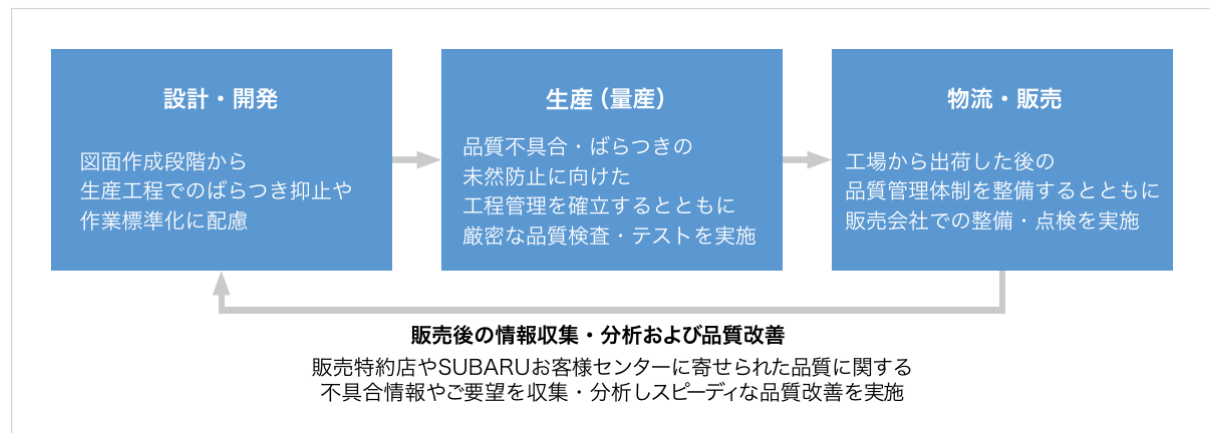 設計・開発
図面作成段階から
生産工程でのばらつき抑止や
作業標準化に配慮
生産（量産）
品質不具合・ばらつきの
未然防止に向けた
工程管理を確立するとともに
厳密な品質検査・テストを実施
物流・販売
工場から出荷した後の
品質管理体制を整備するとともに
販売会社での整備・点検を実施
販売後の情報収集・分析および品質改善
販売特約店やSUBARUお客様センターに寄せられた品質に関する
不具合情報やご要望を収集・分析しスピーディな品質改善を実施